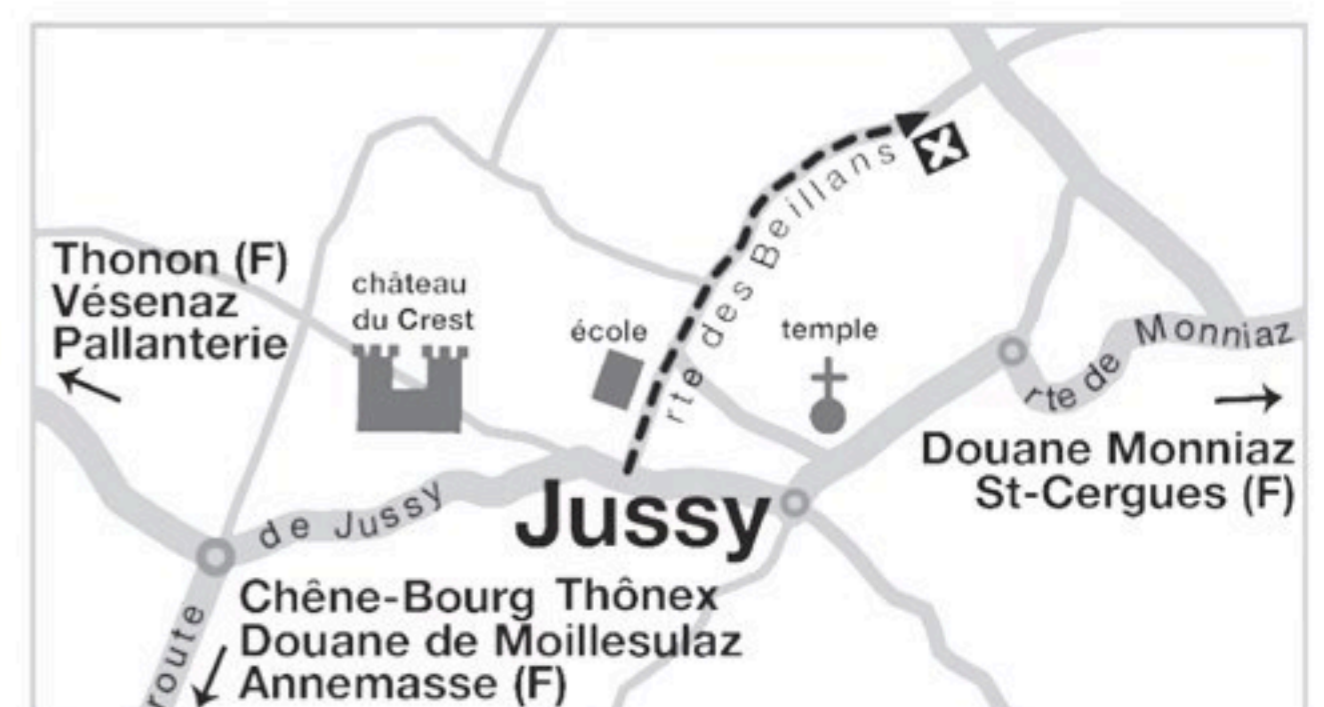 Thonon (F)
Vésenaz
Pallanterie
château
du Crest
école
rte des Beillans
temple
rte de Monniaz
Douane Monniaz
St-Cergues (F)
Jussy
route de Jussy
Chêne-Bourg Thônex
Douane de Moillesulaz
Annemasse (F)